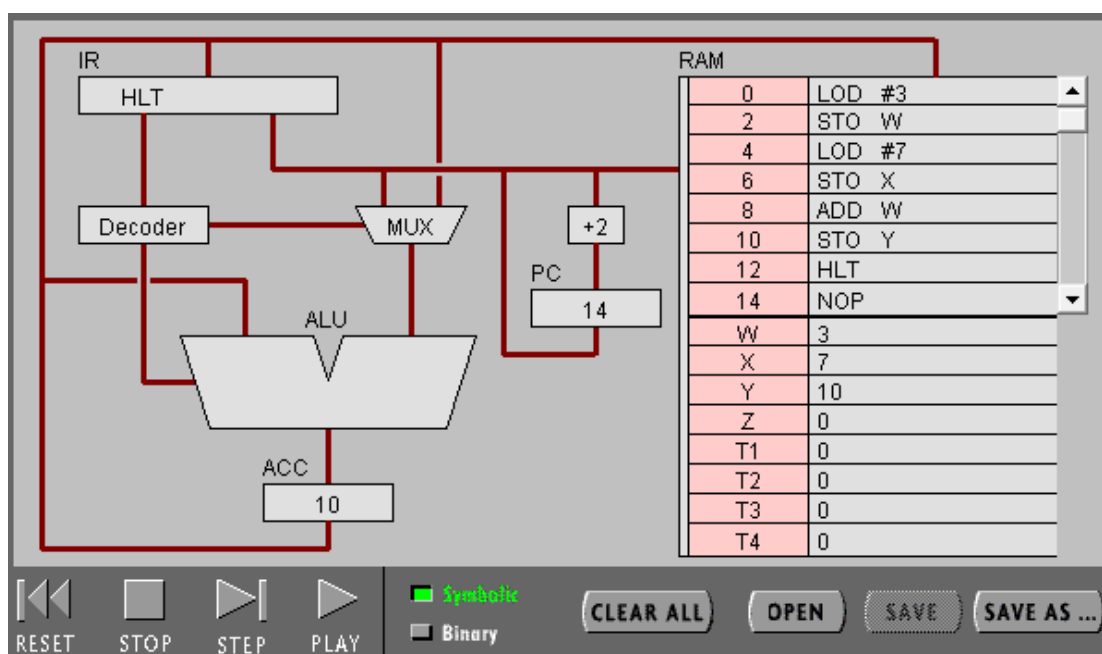 IR
HLT
Decoder
MUX
+2
PC
14
ALU
ACC
10
RAM
0 LOD #3
2 STO W
4 LOD #7
6 STO X
8 ADD W
10 STO Y
12 HLT
14 NOP
W 3
X 7
Y 10
Z 0
T1 0
T2 0
T3 0
T4 0
RESET STOP STEP PLAY
Symbolic
Binary
CLEAR ALL OPEN SAVE SAVE AS ...